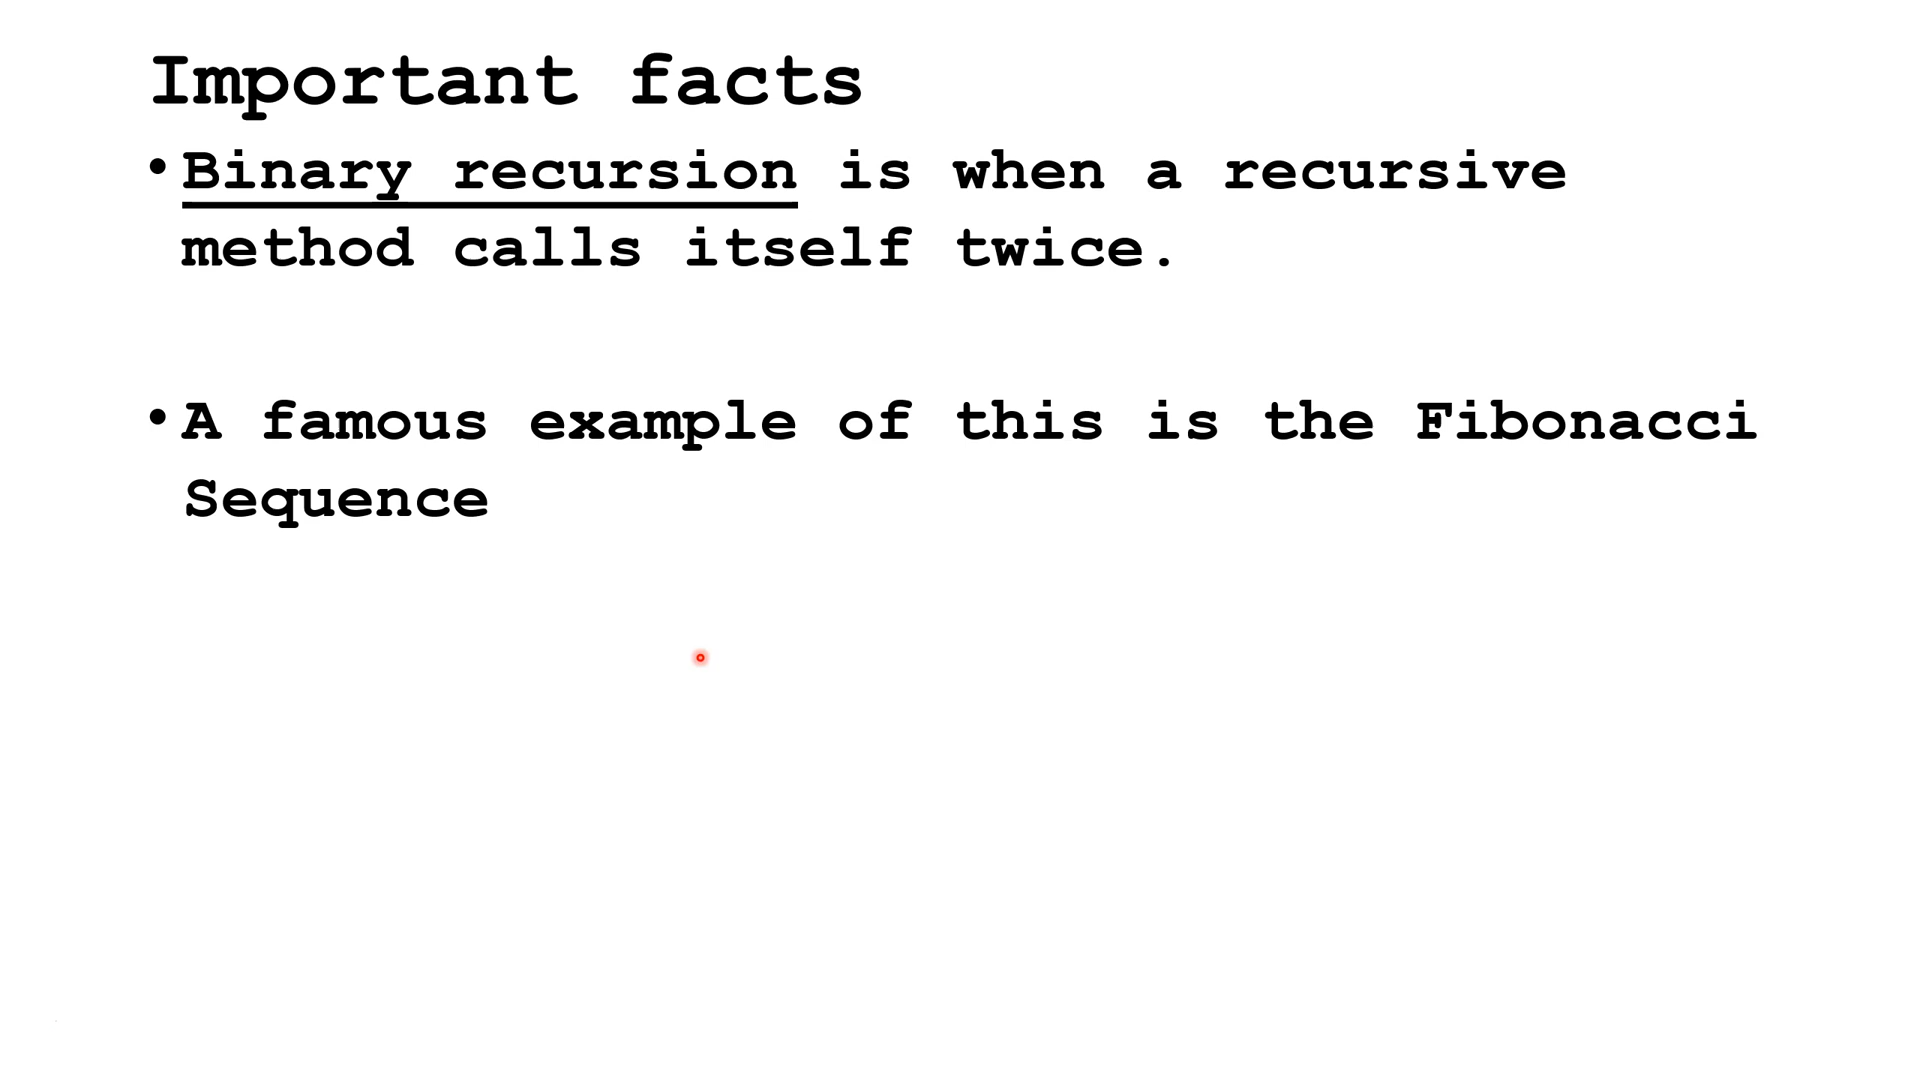 Important facts
• Binary recursion is when a recursive
method calls itself twice.
• A famous example of this is the Fibonacci
Sequence